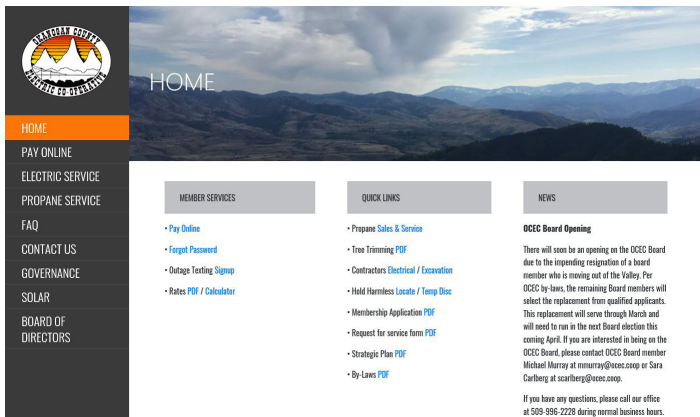 OKANOGAN COUNTY
ELECTRIC CO-OPERATIVE
HOME
HOME
PAY ONLINE
ELECTRIC SERVICE
PROPANE SERVICE
FAQ
CONTACT US
GOVERNANCE
SOLAR
BOARD OF
DIRECTORS
MEMBER SERVICES
• Pay Online
• Forgot Password
• Outage Texting Signup
• Rates PDF / Calculator
QUICK LINKS
• Propane Sales & Service
• Tree Trimming PDF
• Contractors Electrical / Excavation
• Hold Harmless Locate / Temp Disc
• Membership Application PDF
• Request for service form PDF
• Strategic Plan PDF
• By-Laws PDF
NEWS
OCEC Board Opening
There will soon be an opening on the OCEC Board
due to the impending resignation of a board
member who is moving out of the Valley. Per
OCEC by-laws, the remaining Board members will
select the replacement from qualified applicants.
This replacement will serve through March and
will need to run in the next Board election this
coming April. If you are interested in being on the
OCEC Board, please contact OCEC Board member
Michael Murray at mmurray@ocec.coop or Sara
Carlberg at scarlberg@ocec.coop.
If you have any questions, please call our office
at 509-996-2228 during normal business hours.